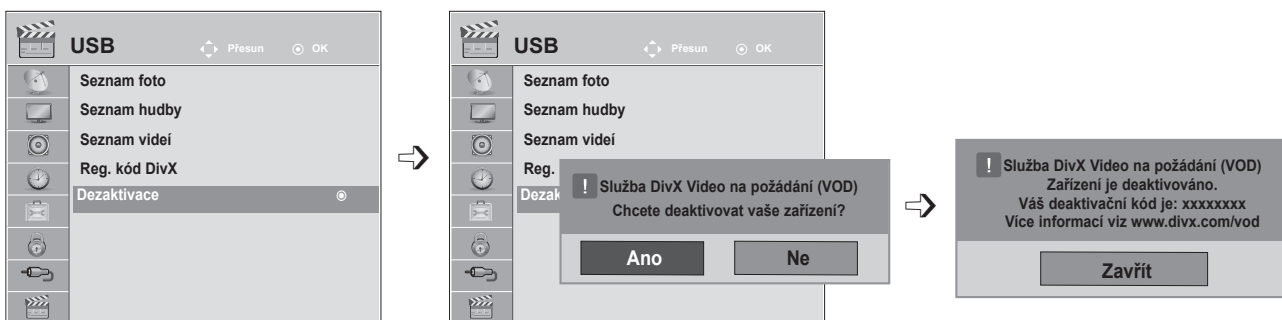 USB
Přesun OK
Seznam foto
Seznam hudby
Seznam videí
Reg. kód DivX
Dezaktivace
USB
Přesun OK
Seznam foto
Seznam hudby
Seznam videí
Reg.
Dezak
! Služba DivX Video na požádání (VOD)
Chcete deaktivovat vaše zařízení?
Ano Ne
! Služba DivX Video na požádání (VOD)
Zařízení je deaktivováno.
Váš deaktivační kód je: xxxxxxxx
Více informací viz www.divx.com/vod
Zavřít